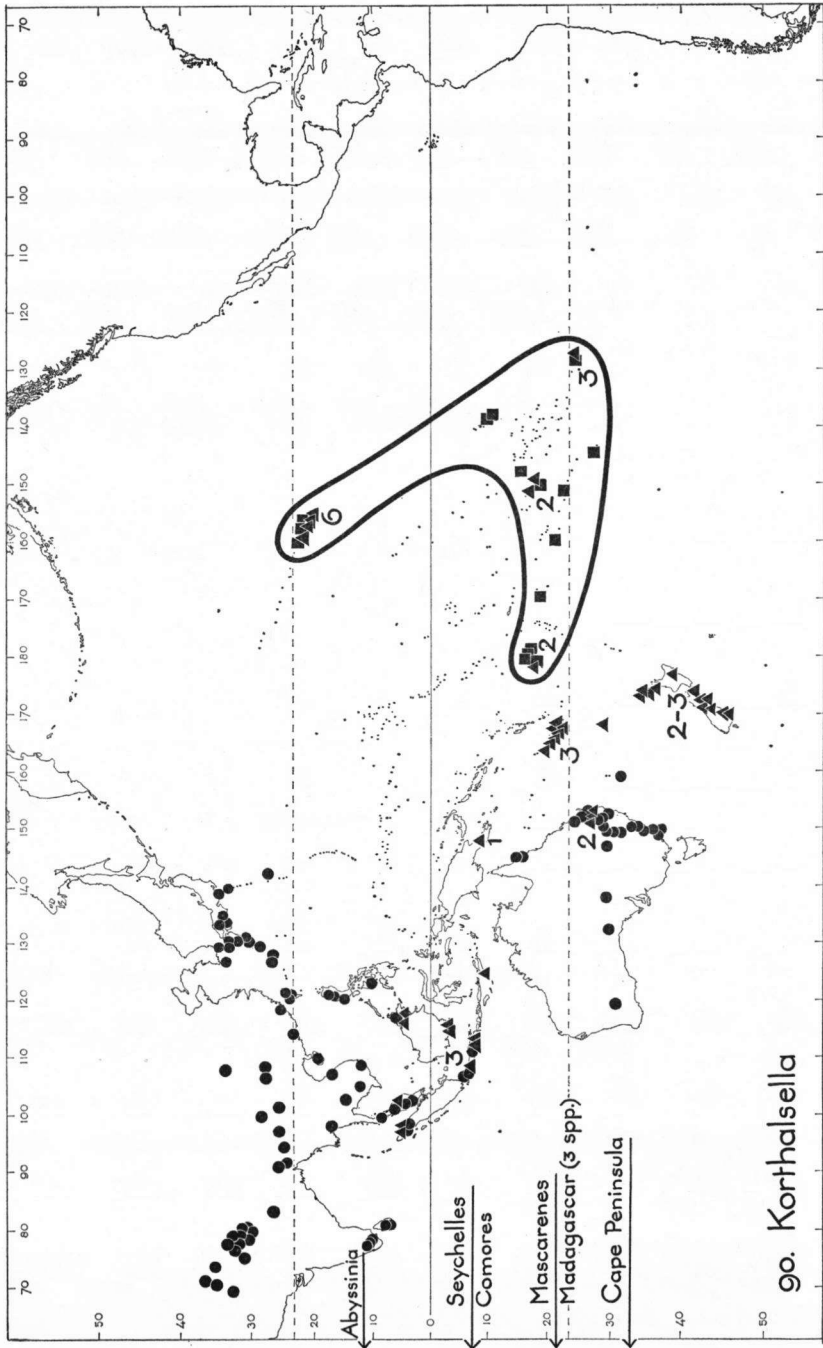 70 80 90 100 110 120 130 140 150 160 170 180 170 160 150 140 130 120 110 100 90 80 70
50
40
30
20
10
0
10
20
30
40
50
6
3
1
2
2
3
3
2
2-3
Abyssinia
Seychelles
Comores
Mascarenes
Madagascar (3 spp.)
Cape Peninsula
90. Korthalsella